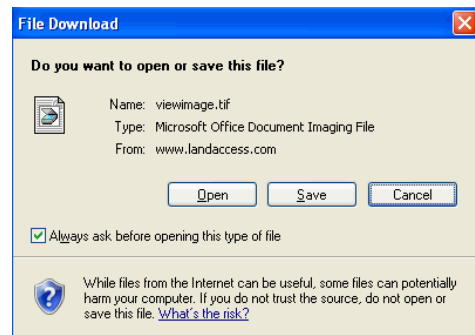 File Download
Do you want to open or save this file?
Name: viewimage.tif
Type: Microsoft Office Document Imaging File
From: www.landaccess.com
Open Save Cancel
Always ask before opening this type of file
While files from the Internet can be useful, some files can potentially
harm your computer. If you do not trust the source, do not open or
save this file. What's the risk?